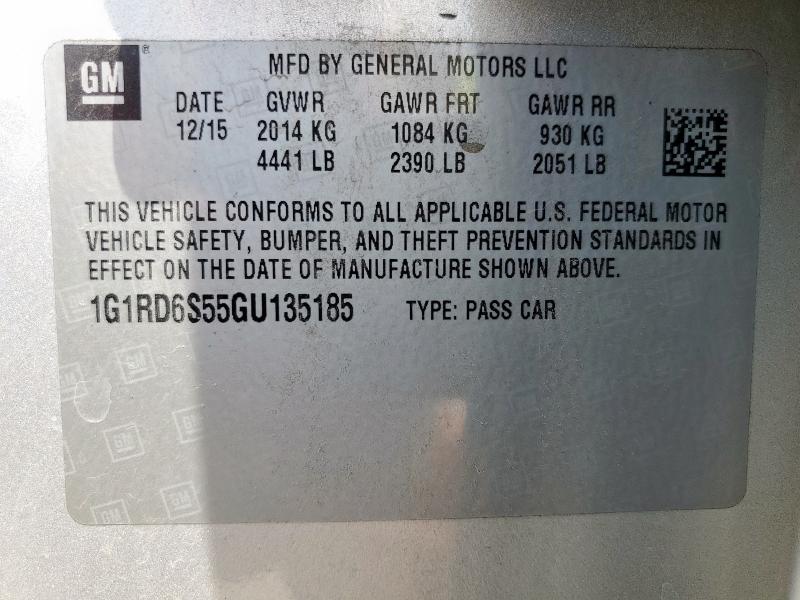 GM ® MFD BY GENERAL MOTORS LLC
DATE GVWR GAWR FRT GAWR RR
12/15 2014 KG 1084 KG 930 KG
4441 LB 2390 LB 2051 LB
THIS VEHICLE CONFORMS TO ALL APPLICABLE U.S. FEDERAL MOTOR
VEHICLE SAFETY, BUMPER, AND THEFT PREVENTION STANDARDS IN
EFFECT ON THE DATE OF MANUFACTURE SHOWN ABOVE.
1G1RD6S55GU135185 TYPE: PASS CAR